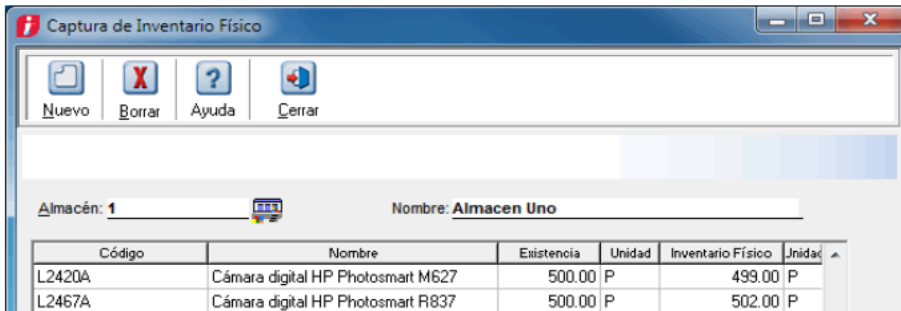 Captura de Inventario Físico
Nuevo Borrar Ayuda Cerrar
Almacén: 1 Nombre: Almacen Uno
Código Nombre Existencia Unidad Inventario Físico Unidad
L2420A Cámara digital HP Photosmart M627 500.00 P 499.00 P
L2467A Cámara digital HP Photosmart R837 500.00 P 502.00 P